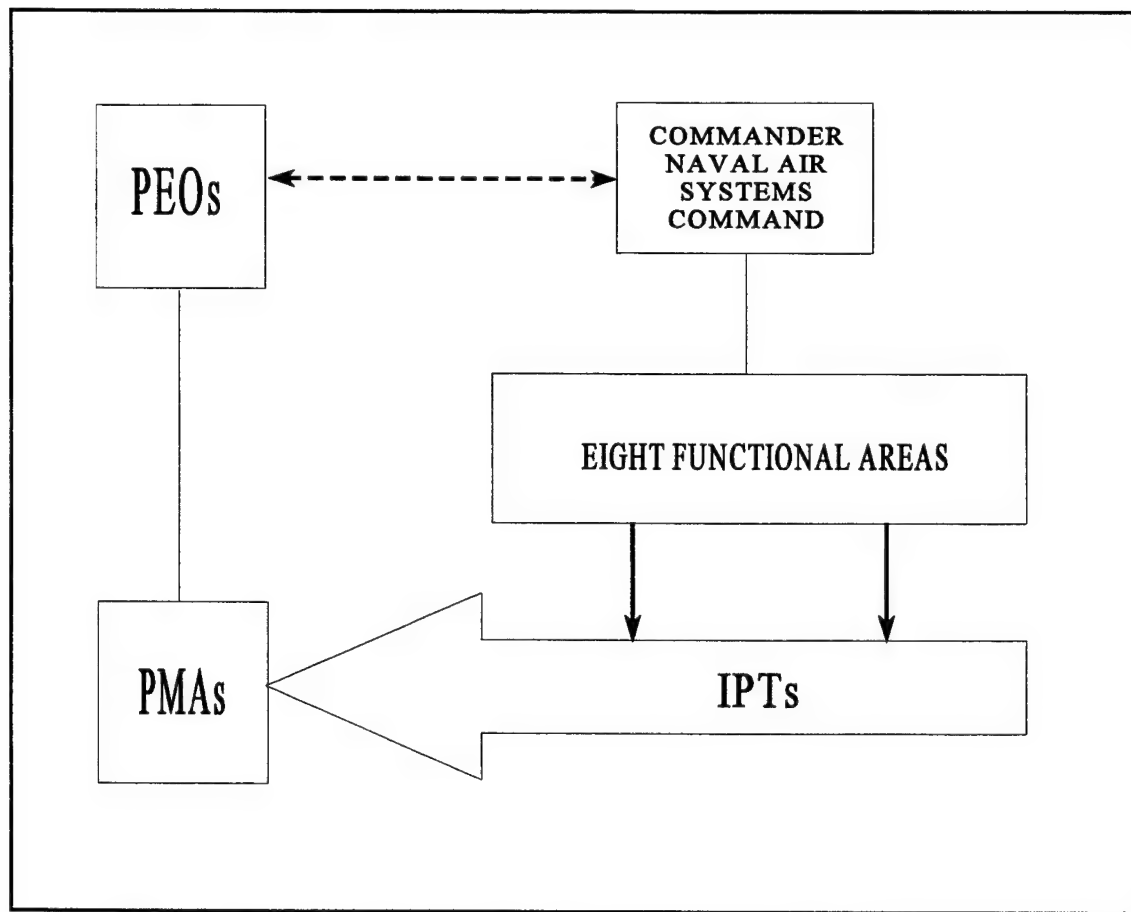 PEOs
COMMANDER
NAVAL AIR
SYSTEMS
COMMAND
EIGHT FUNCTIONAL AREAS
PMAs
IPTs